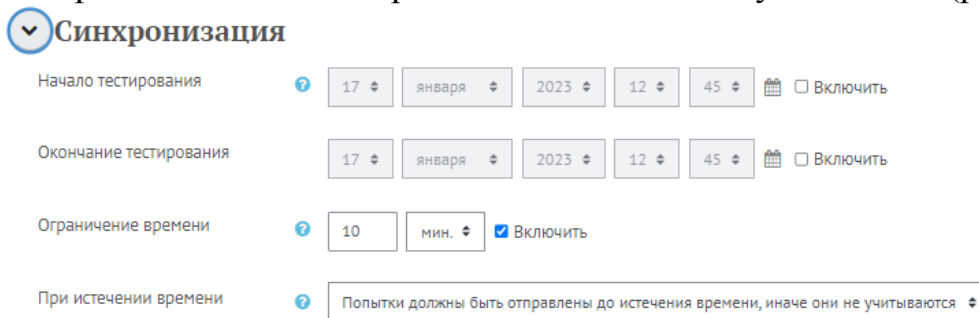 Синхронизация
Начало тестирования ? 17 января 2023 12 45 Включить
Окончание тестирования 17 января 2023 12 45 Включить
Ограничение времени ? 10 мин. Включить
При истечении времени ? Попытки должны быть отправлены до истечения времени, иначе они не учитываются